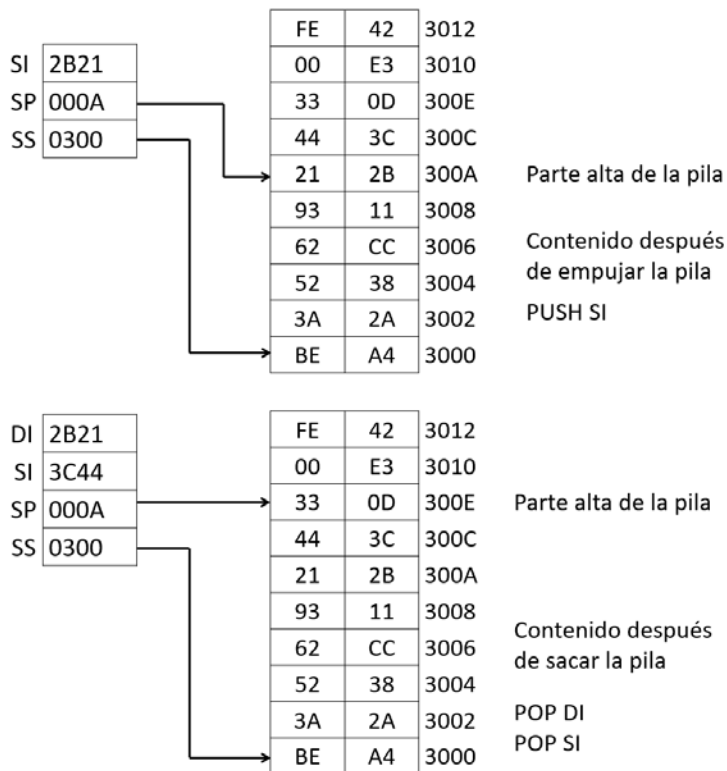 FE 42 3012
SI 2B21 00 E3 3010
SP 000A 33 0D 300E
SS 0300 44 3C 300C
21 2B 300A Parte alta de la pila
93 11 3008
62 CC 3006 Contenido después
de empujar la pila
52 38 3004
3A 2A 3002 PUSH SI
BE A4 3000
DI 2B21 FE 42 3012
SI 3C44 00 E3 3010
SP 000A 33 0D 300E Parte alta de la pila
SS 0300 44 3C 300C
21 2B 300A
93 11 3008
Contenido después
62 CC 3006 de sacar la pila
52 38 3004
3A 2A 3002 POP DI
BE A4 3000 POP SI